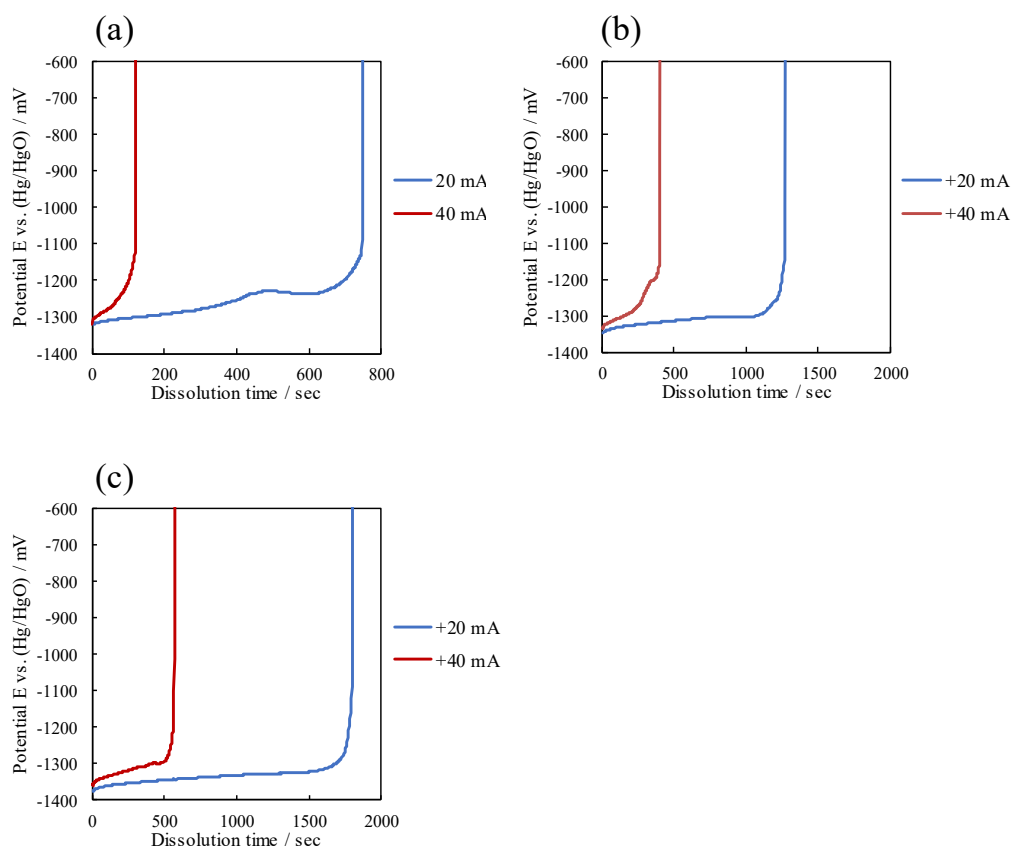 (a)
-600
-700
-800
-900
-1000
-1100
-1200
-1300
-1400
Potential E vs. (Hg/HgO) / mV
0 200 400 600 800
Dissolution time / sec
20 mA
40 mA
(b)
-600
-700
-800
-900
-1000
-1100
-1200
-1300
-1400
Potential E vs. (Hg/HgO) / mV
0 500 1000 1500 2000
Dissolution time / sec
+20 mA
+40 mA
(c)
-600
-700
-800
-900
-1000
-1100
-1200
-1300
-1400
Potential E vs. (Hg/HgO) / mV
0 500 1000 1500 2000
Dissolution time / sec
+20 mA
+40 mA